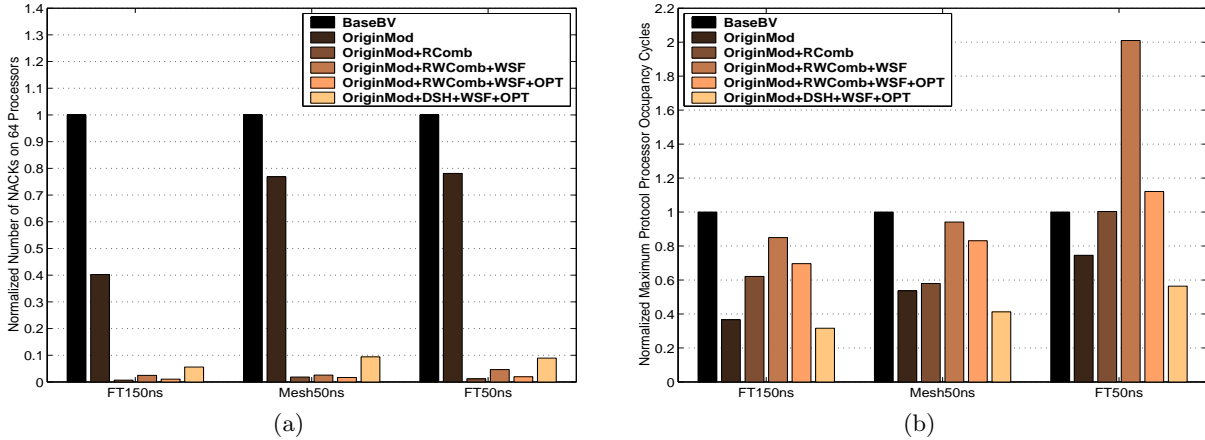 Normalized Number of NACKs on 64 Processors
1.4
1.3
1.2
1.1
1
0.9
0.8
0.7
0.6
0.5
0.4
0.3
0.2
0.1
0
BaseBV
OriginMod
OriginMod+RComb
OriginMod+RWComb+WSF
OriginMod+RWComb+WSF+OPT
OriginMod+DSH+WSF+OPT
FT150ns
Mesh50ns
FT50ns
(a)
Normalized Maximum Protocol Processor Occupancy Cycles
2.2
2
1.8
1.6
1.4
1.2
1
0.8
0.6
0.4
0.2
0
BaseBV
OriginMod
OriginMod+RComb
OriginMod+RWComb+WSF
OriginMod+RWComb+WSF+OPT
OriginMod+DSH+WSF+OPT
FT150ns
Mesh50ns
FT50ns
(b)